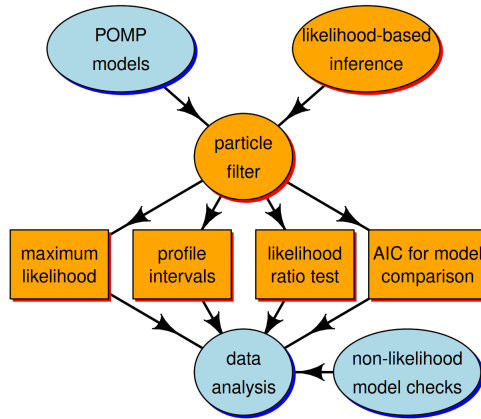 POMP
models
likelihood-based
inference
particle
filter
maximum
likelihood
profile
intervals
likelihood
ratio test
AIC for model
comparison
data
analysis
non-likelihood
model checks